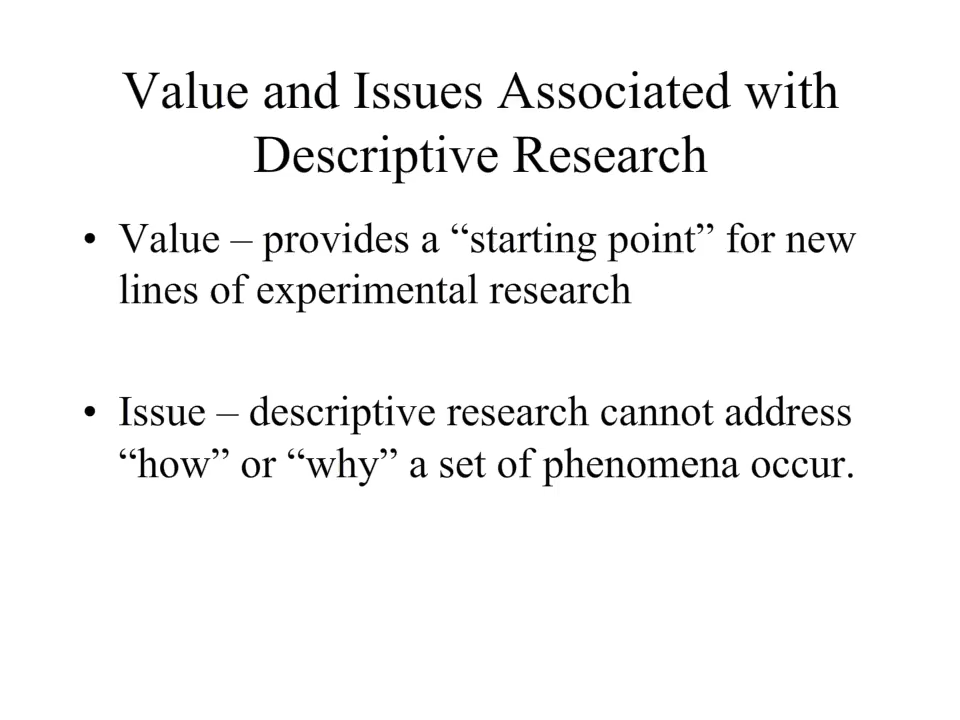 Value and Issues Associated with
Descriptive Research
• Value – provides a “starting point” for new
lines of experimental research
• Issue – descriptive research cannot address
“how” or “why” a set of phenomena occur.